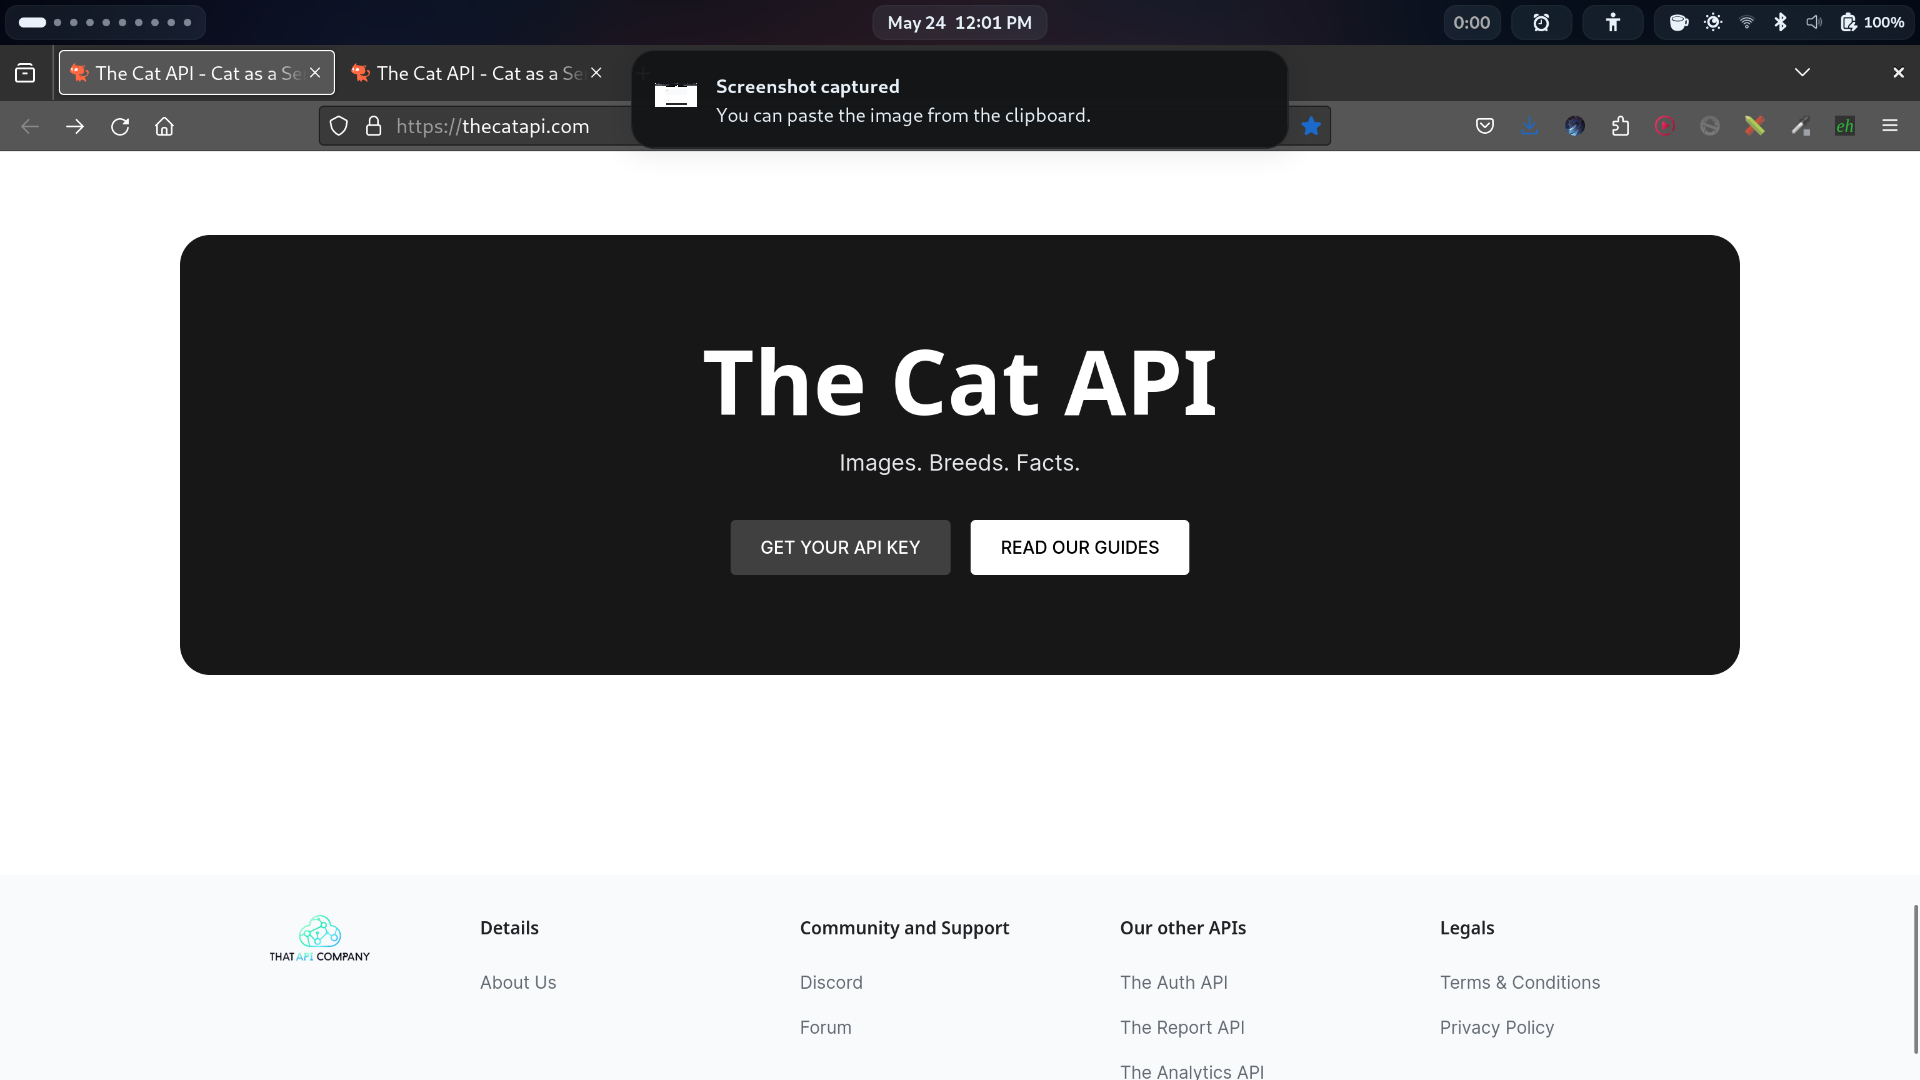 May 24 12:01 PM
0:00
100%
The Cat API - Cat as a Se
The Cat API - Cat as a Se
Screenshot captured
You can paste the image from the clipboard.
https://thecatapi.com
eh
The Cat API
Images. Breeds. Facts.
GET YOUR API KEY
READ OUR GUIDES
THAT API COMPANY
Details
About Us
Community and Support
Discord
Forum
Our other APIs
The Auth API
The Report API
The Analytics API
Legals
Terms & Conditions
Privacy Policy